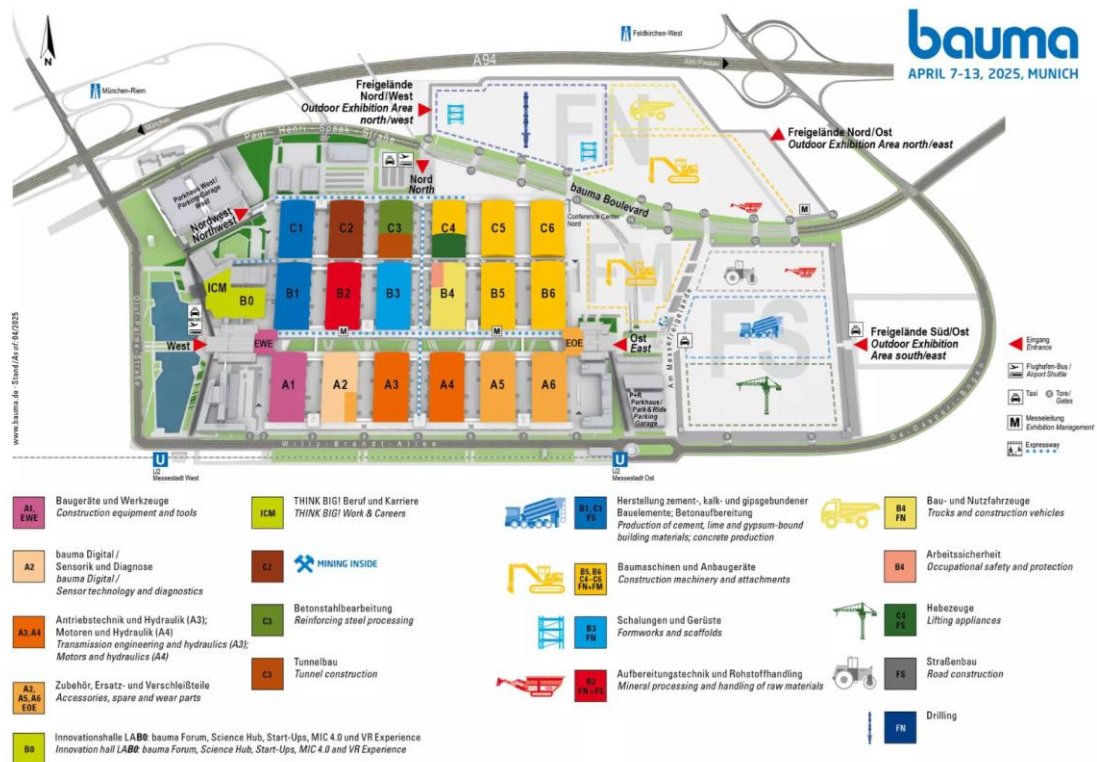 bauma
APRIL 7-13, 2025, MUNICH
N
Feldkirchen-West
A94
A94/Passau
München-Riem
München
Freigelände
Nord/West
Outdoor Exhibition Area
north/west
Paul-Henri-Spaak-Straße
FN
Freigelände Nord/Ost
Outdoor Exhibition Area north/east
Parkhaus West/
Parking Garage
West
Nord
North
Nordwest
Northwest
bauma Boulevard
M
Conference Center
Nord
C1
C2
C3
C4
C5
C6
FM
ICM
B0
B1
B2
B3
B4
B5
B6
FS
Am Messefreigelände
West
EWE
M
M
EOE
Ost
East
Freigelände Süd/Ost
Outdoor Exhibition
Area south/east
Olof-Palme-Straße
A1
A2
A3
A4
A5
A6
P+R
Parkhaus/
Park & Ride
Parking
Garage
De-Gasperi-Bogen
Willy-Brandt-Allee
U
U2
Messestadt West
U
U2
Messestadt Ost
www.bauma.de - Stand/As of: 04/2025
Eingang
Entrance
Flughafen-Bus /
Airport Shuttle
Taxi
Tore/
Gates
M
Messeleitung
Exhibition Management
Expressway
A1,
EWE
Baugeräte und Werkzeuge
Construction equipment and tools
A2
bauma Digital /
Sensorik und Diagnose
bauma Digital /
Sensor technology and diagnostics
A3, A4
Antriebstechnik und Hydraulik (A3);
Motoren und Hydraulik (A4)
Transmission engineering and hydraulics (A3);
Motors and hydraulics (A4)
A2,
A5, A6
EOE
Zubehör, Ersatz- und Verschleißteile
Accessories, spare and wear parts
B0
Innovationshalle LAB0: bauma Forum, Science Hub, Start-Ups, MIC 4.0 und VR Experience
Innovation hall LAB0: bauma Forum, Science Hub, Start-Ups, MIC 4.0 and VR Experience
ICM
THINK BIG! Beruf und Karriere
THINK BIG! Work & Careers
C2
MINING INSIDE
C3
Betonstahlbearbeitung
Reinforcing steel processing
C3
Tunnelbau
Tunnel construction
B1, C1
FS
Herstellung zement-, kalk- und gipsgebundener
Bauelemente; Betonaufbereitung
Production of cement, lime and gypsum-bound
building materials; concrete production
B5, B6
C4-C6
FN+FM
Baumaschinen und Anbaugeräte
Construction machinery and attachments
B3
FN
Schalungen und Gerüste
Formworks and scaffolds
B2
FN+FS
Aufbereitungstechnik und Rohstoffhandling
Mineral processing and handling of raw materials
B4
FN
Bau- und Nutzfahrzeuge
Trucks and construction vehicles
B4
Arbeitssicherheit
Occupational safety and protection
C4
FS
Hebezeuge
Lifting appliances
FS
Straßenbau
Road construction
FN
Drilling